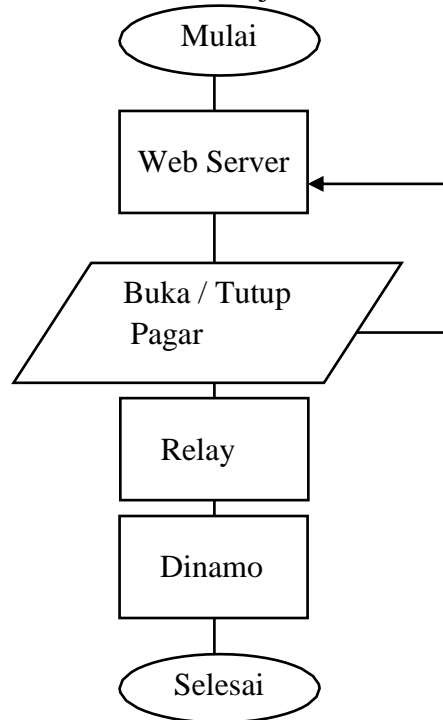 Mulai
Web Server
Buka / Tutup
Pagar
Relay
Dinamo
Selesai